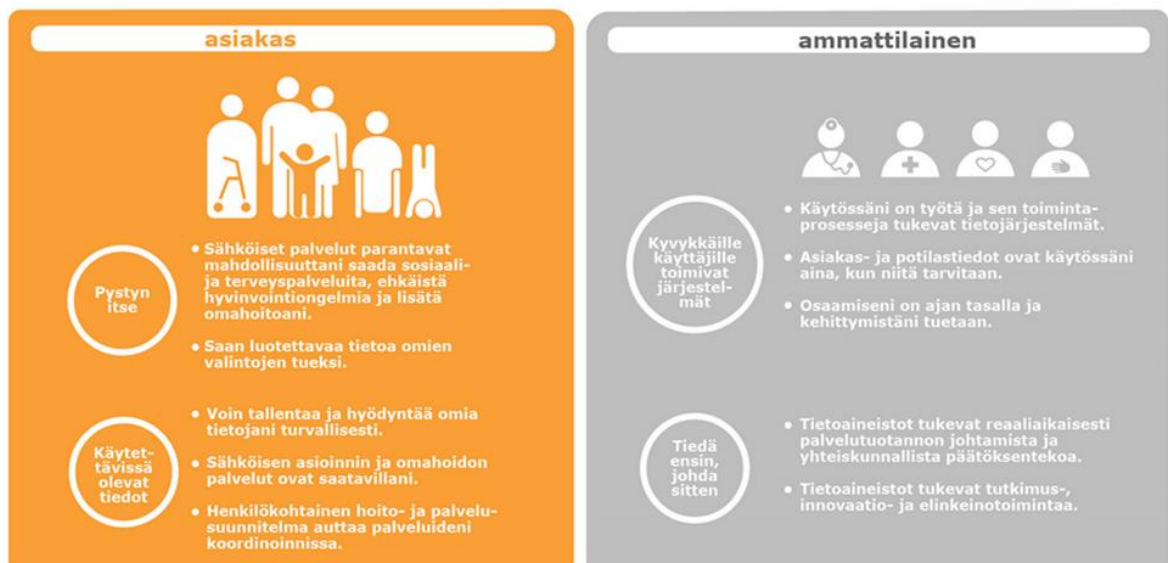 asiakas
Pystyn
itse
• Sähköiset palvelut parantavat
mahdollisuuttani saada sosiaali-
ja terveyspalveluita, ehkäistä
hyvinvointiongelmia ja lisätä
omahoitoani.
• Saan luotettavaa tietoa omien
valintojen tueksi.
Käytet-
tävissä
olevat
tiedot
• Voin tallentaa ja hyödyntää omia
tietojani turvallisesti.
• Sähköisen asioinnin ja omahoidon
palvelut ovat saatavillani.
• Henkilökohtainen hoito- ja palvelu-
suunnitelma auttaa palveluideni
koordinoinnissa.
ammattilainen
Kyvykkäille
käyttäjille
toimivat
järjestel-
mät
• Käytössäni on työtä ja sen toiminta-
prosesseja tukevat tietojärjestelmät.
• Asiakas- ja potilastiedot ovat käytössäni
aina, kun niitä tarvitaan.
• Osaamiseni on ajan tasalla ja
kehittymistäni tuetaan.
Tiedä
ensin,
johda
sitten
• Tietoaineistot tukevat reaaliaikaisesti
palvelutuotannon johtamista ja
yhteiskunnallista päätöksentekoa.
• Tietoaineistot tukevat tutkimus-,
innovaatio- ja elinkeinotoimintaa.